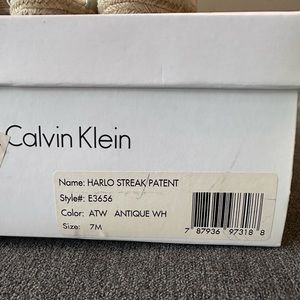 Calvin Klein
Name: HARLO STREAK PATENT
Style#: E3656
Color: ATW ANTIQUE WH
Size: 7M
7 87936 97318 8